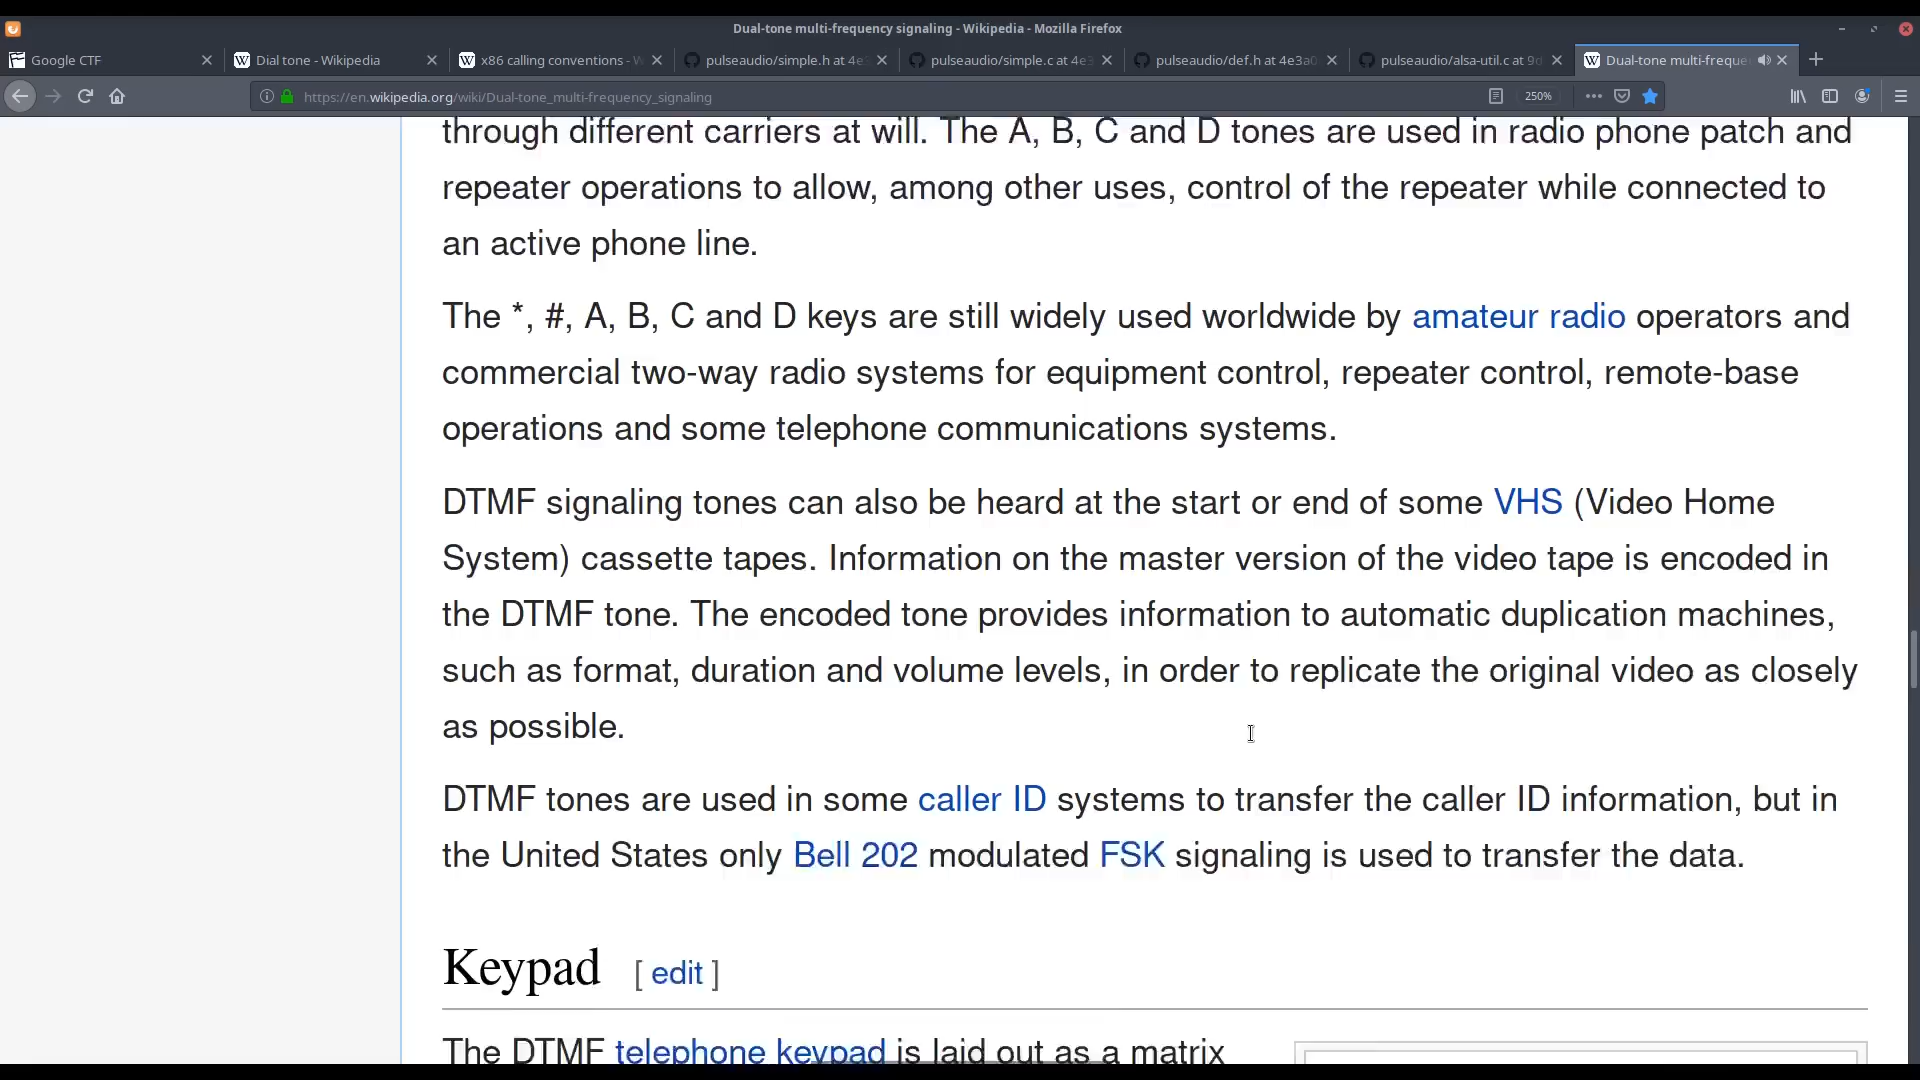 Dual-tone multi-frequency signaling - Wikipedia - Mozilla Firefox
Google CTF
Dial tone - Wikipedia
x86 calling conventions - W
pulseaudio/simple.h at 4e
pulseaudio/simple.c at 4e3
pulseaudio/def.h at 4e3a0
pulseaudio/alsa-util.c at 9d
Dual-tone multi-freque
https://en.wikipedia.org/wiki/Dual-tone_multi-frequency_signaling
250%
through different carriers at will. The A, B, C and D tones are used in radio phone patch and
repeater operations to allow, among other uses, control of the repeater while connected to
an active phone line.
The *, #, A, B, C and D keys are still widely used worldwide by amateur radio operators and
commercial two-way radio systems for equipment control, repeater control, remote-base
operations and some telephone communications systems.
DTMF signaling tones can also be heard at the start or end of some VHS (Video Home
System) cassette tapes. Information on the master version of the video tape is encoded in
the DTMF tone. The encoded tone provides information to automatic duplication machines,
such as format, duration and volume levels, in order to replicate the original video as closely
as possible.
DTMF tones are used in some caller ID systems to transfer the caller ID information, but in
the United States only Bell 202 modulated FSK signaling is used to transfer the data.
Keypad [ edit ]
The DTMF telephone keypad is laid out as a matrix